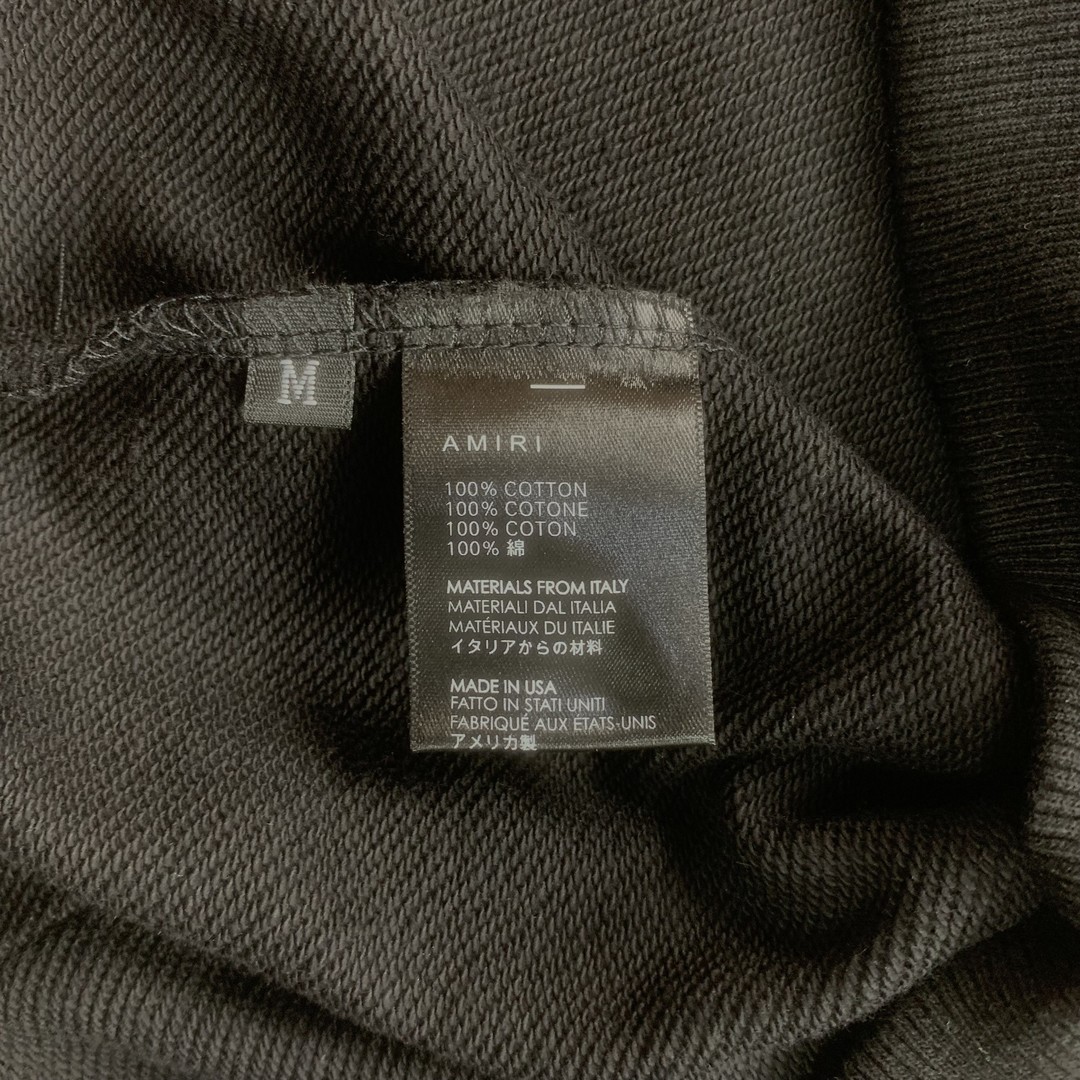 M
AMIRI
100% COTTON
100% COTONE
100% COTON
100% 綿
MATERIALS FROM ITALY
MATERIALI DAL ITALIA
MATÉRIAUX DU ITALIE
イタリアからの材料
MADE IN USA
FATTO IN STATI UNITI
FABRIQUÉ AUX ÉTATS-UNIS
アメリカ製